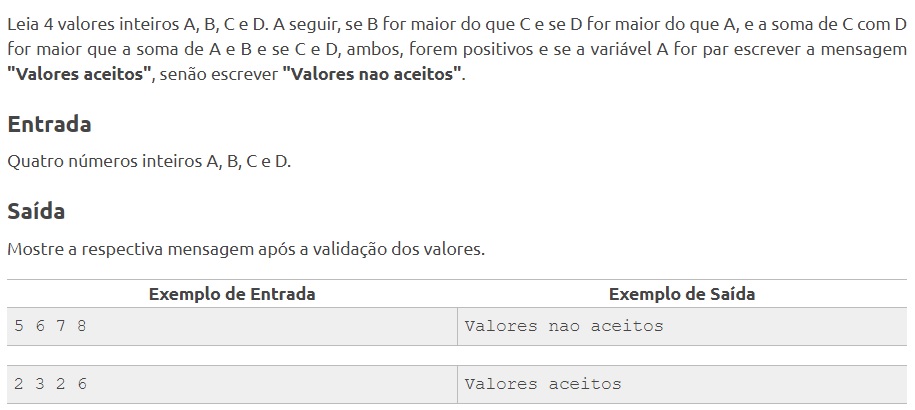 Leia 4 valores inteiros A, B, C e D. A seguir, se B for maior do que C e se D for maior do que A, e a soma de C com D
for maior que a soma de A e B e se C e D, ambos, forem positivos e se a variável A for par escrever a mensagem
"Valores aceitos", senão escrever "Valores nao aceitos".
Entrada
Quatro números inteiros A, B, C e D.
Saída
Mostre a respectiva mensagem após a validação dos valores.
Exemplo de Entrada Exemplo de Saída
5 6 7 8 Valores nao aceitos
2 3 2 6 Valores aceitos